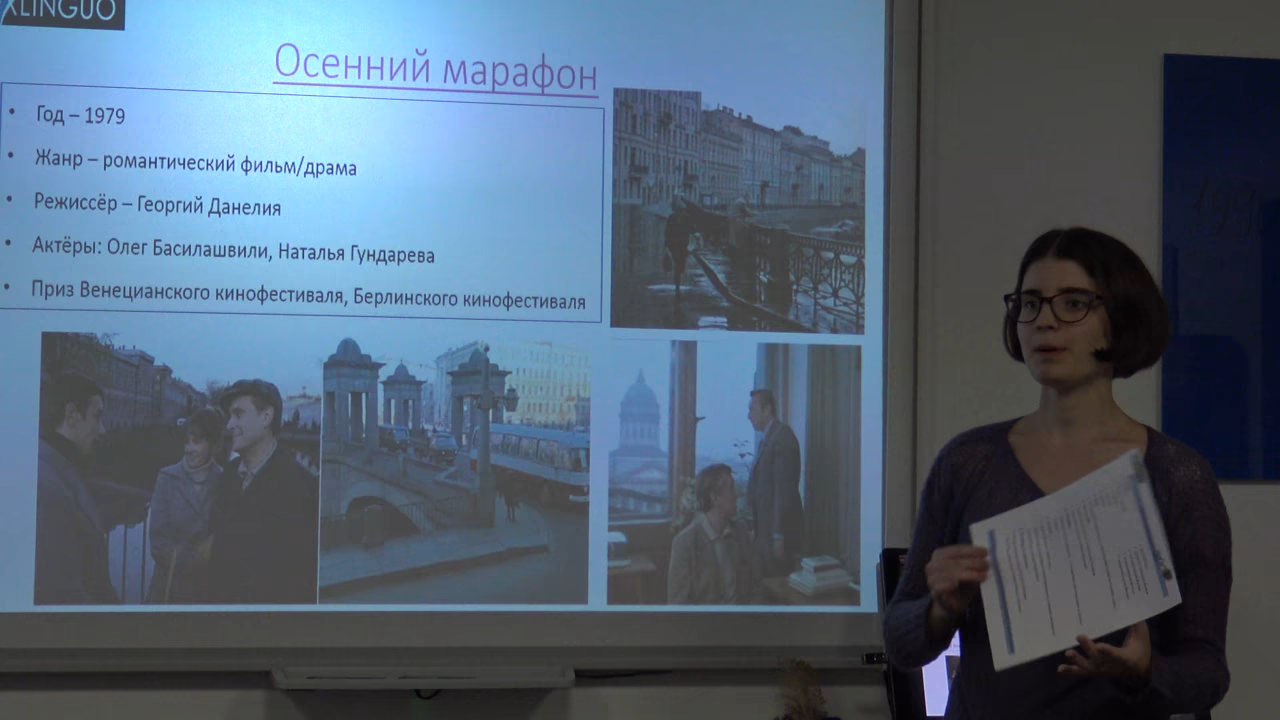 XLINGUO
Осенний марафон
• Год – 1979
• Жанр – романтический фильм/драма
• Режиссёр – Георгий Данелия
• Актёры: Олег Басилашвили, Наталья Гундарева
• Приз Венецианского кинофестиваля, Берлинского кинофестиваля